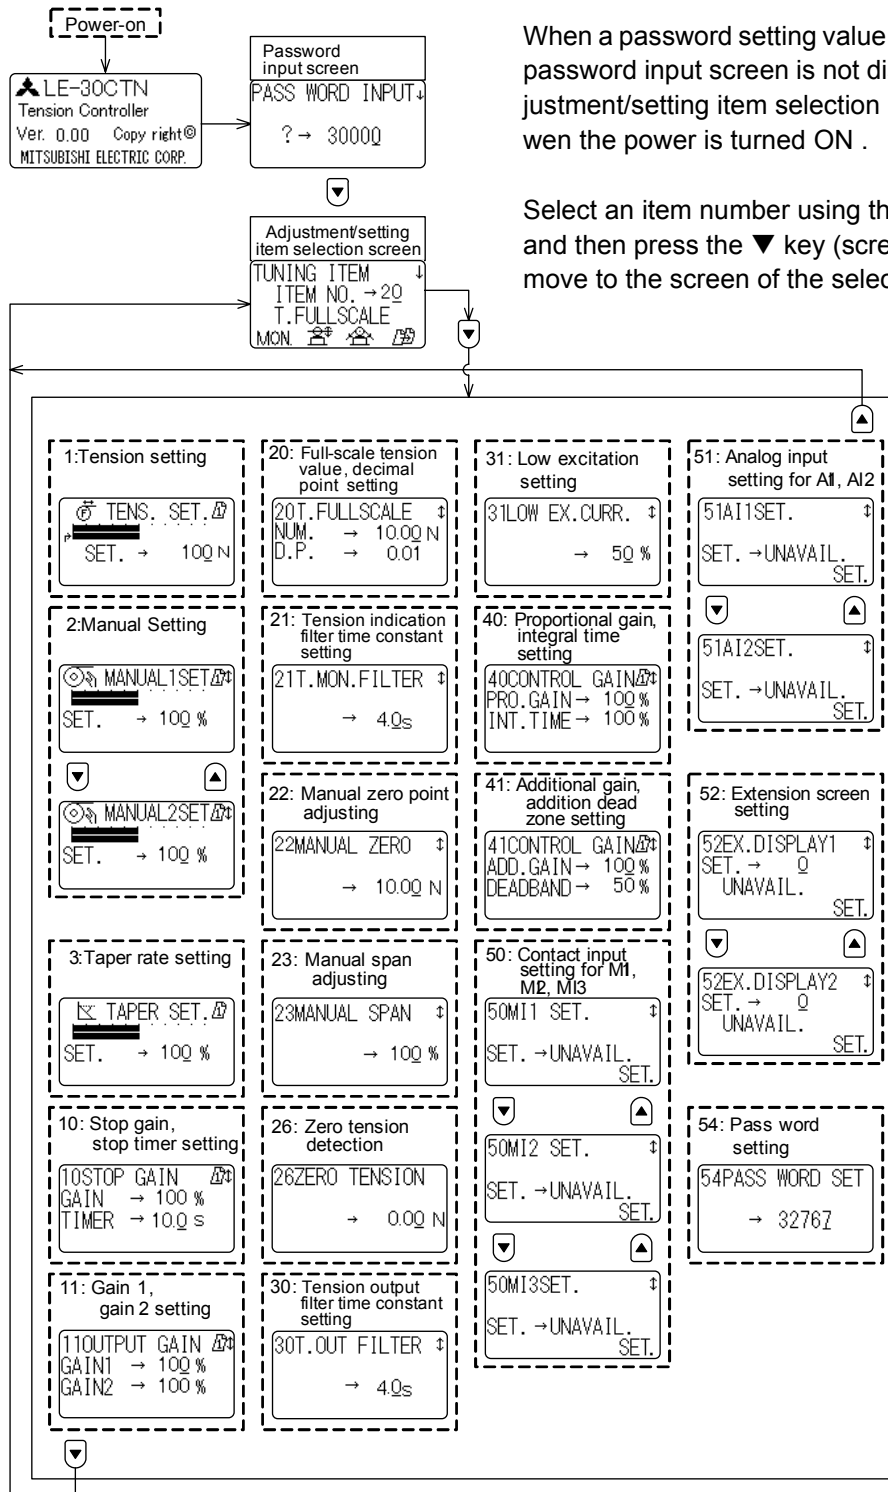 Power-on
LE-30CTN
Tension Controller
Ver. 0.00 Copy right©
MITSUBISHI ELECTRIC CORP.
Password
input screen
PASS WORD INPUT↓
?→ 30000
▼
When a password setting value
password input screen is not di
justment/setting item selection
wen the power is turned ON .
Select an item number using th
and then press the ▼ key (scre
move to the screen of the selec
Adjustment/setting
item selection screen
TUNING ITEM ↓
ITEM NO. →20
T.FULLSCALE
MON.
▼
▲
1:Tension setting
TENS. SET.
SET. → 100 N
2:Manual Setting
MANUAL1SET
SET. → 100 %
▼ ▲
MANUAL2SET
SET. → 100 %
3:Taper rate setting
TAPER SET.
SET. → 100 %
10: Stop gain,
stop timer setting
10STOP GAIN
GAIN → 100 %
TIMER → 10.0 s
11: Gain 1,
gain 2 setting
11OUTPUT GAIN
GAIN1 → 100 %
GAIN2 → 100 %
▼
20: Full-scale tension
value, decimal
point setting
20T.FULLSCALE ↕
NUM. → 10.00 N
D.P. → 0.01
21: Tension indication
filter time constant
setting
21T.MON.FILTER ↕
→ 4.0s
22: Manual zero point
adjusting
22MANUAL ZERO ↕
→ 10.00 N
23: Manual span
adjusting
23MANUAL SPAN ↕
→ 100 %
26: Zero tension
detection
26ZERO TENSION
→ 0.00 N
30: Tension output
filter time constant
setting
30T.OUT FILTER ↕
→ 4.0s
31: Low excitation
setting
31LOW EX.CURR. ↕
→ 50 %
40: Proportional gain,
integral time
setting
40CONTROL GAIN
PRO.GAIN→ 100 %
INT.TIME→ 100 %
41: Additional gain,
addition dead
zone setting
41CONTROL GAIN
ADD.GAIN→ 100 %
DEADBAND→ 50 %
50: Contact input
setting for MI1,
MI2, MI3
50MI1 SET. ↕
SET. →UNAVAIL.
SET.
▼ ▲
50MI2 SET. ↕
SET. →UNAVAIL.
SET.
▼ ▲
50MI3SET. ↕
SET. →UNAVAIL.
SET.
51: Analog input
setting for AI1, AI2
51AI1SET. ↕
SET. →UNAVAIL.
SET.
▼ ▲
51AI2SET. ↕
SET. →UNAVAIL.
SET.
52: Extension screen
setting
52EX.DISPLAY1 ↕
SET. → 0
UNAVAIL.
SET.
▼ ▲
52EX.DISPLAY2 ↕
SET. → 0
UNAVAIL.
SET.
54: Pass word
setting
54PASS WORD SET
→ 32767